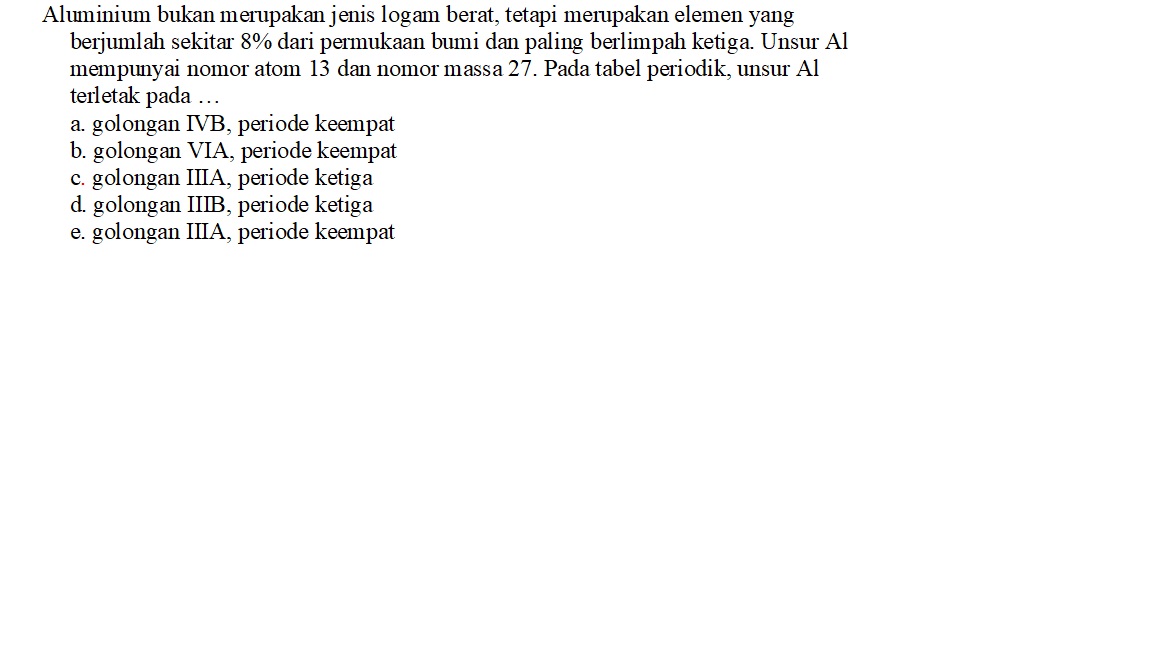 Aluminium bukan merupakan jenis logam berat, tetapi merupakan elemen yang
berjumlah sekitar 8% dari permukaan bumi dan paling berlimpah ketiga. Unsur Al
mempunyai nomor atom 13 dan nomor massa 27. Pada tabel periodik, unsur Al
terletak pada …
a. golongan IVB, periode keempat
b. golongan VIA, periode keempat
c. golongan IIIA, periode ketiga
d. golongan IIIB, periode ketiga
e. golongan IIIA, periode keempat